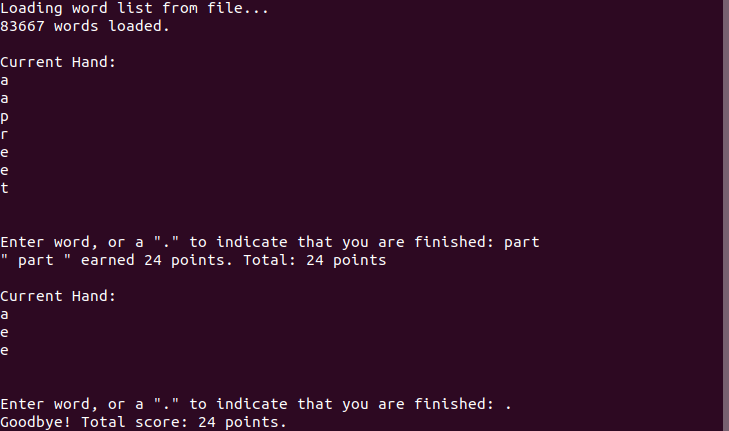 Loading word list from file...
83667 words loaded.
Current Hand:
a
a
p
r
e
e
t
Enter word, or a "." to indicate that you are finished: part
" part " earned 24 points. Total: 24 points
Current Hand:
a
e
e
Enter word, or a "." to indicate that you are finished: .
Goodbye! Total score: 24 points.